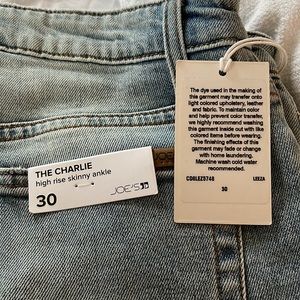 The dye used in the making of
this garment may transfer onto
light colored upholstery, leather
and fabric. To maintain color
and help prevent color transfer,
we highly recommend washing
this garment inside out with like
colored items before wearing.
The finishing effects of this
garment may fade or change
with home laundering.
Machine wash cold water
recommended.
CD8LEZ5748 LEEZA
30
THE CHARLIE
high rise skinny ankle
30
JOE'S